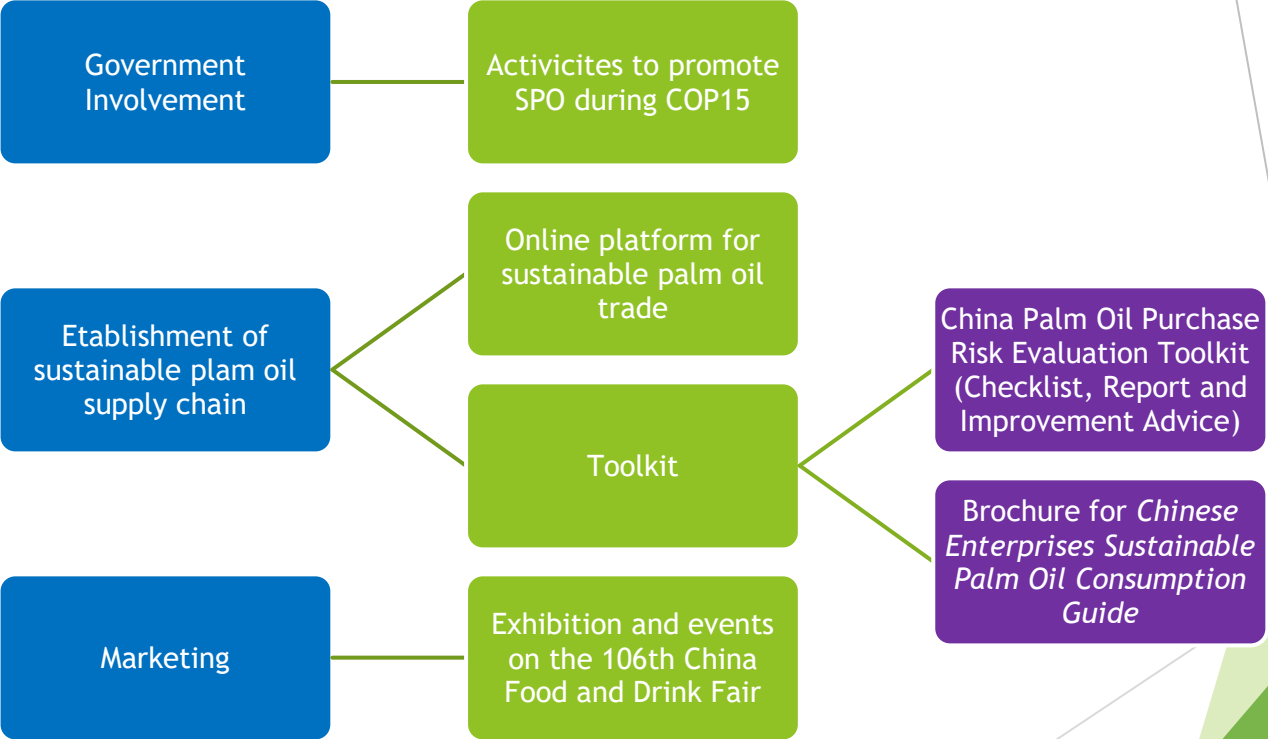 Government
Involvement
Activicites to promote
SPO during COP15
Etablishment of
sustainable plam oil
supply chain
Online platform for
sustainable palm oil
trade
Toolkit
China Palm Oil Purchase
Risk Evaluation Toolkit
(Checklist, Report and
Improvement Advice)
Brochure for Chinese
Enterprises Sustainable
Palm Oil Consumption
Guide
Marketing
Exhibition and events
on the 106th China
Food and Drink Fair